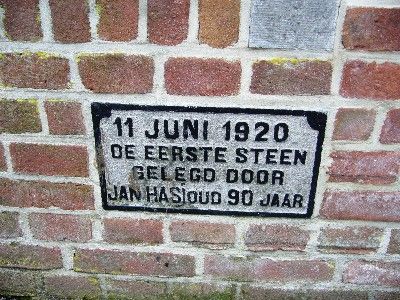 11 JUNI 1920
DE EERSTE STEEN
GELEGD DOOR
JAN HAS OUD 90 JAAR